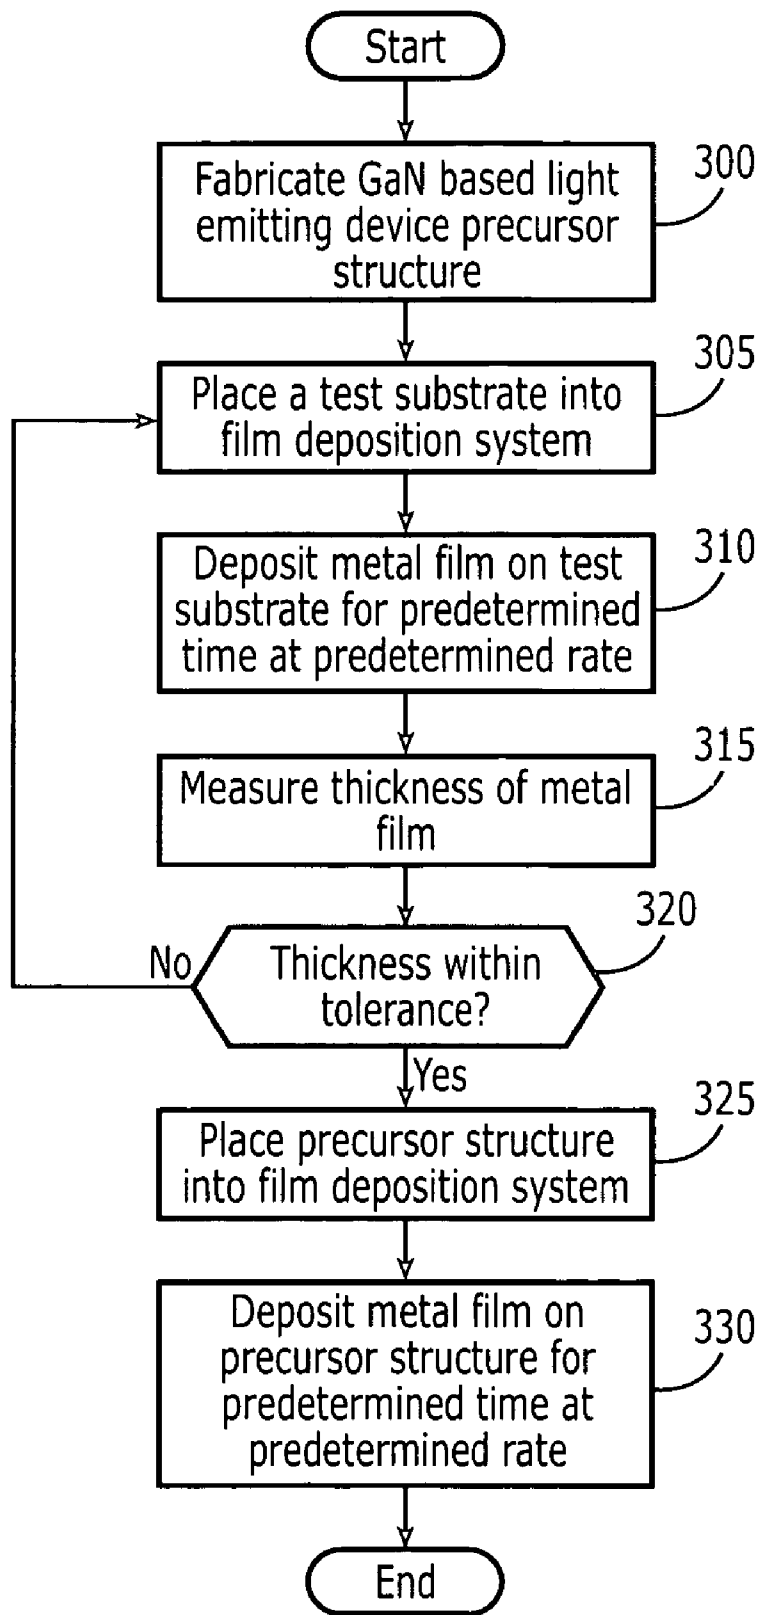 Start
Fabricate GaN based light
emitting device precursor
structure
300
Place a test substrate into
film deposition system
305
Deposit metal film on test
substrate for predetermined
time at predetermined rate
310
Measure thickness of metal
film
315
Thickness within
tolerance?
320
No
Yes
Place precursor structure
into film deposition system
325
Deposit metal film on
precursor structure for
predetermined time at
predetermined rate
330
End